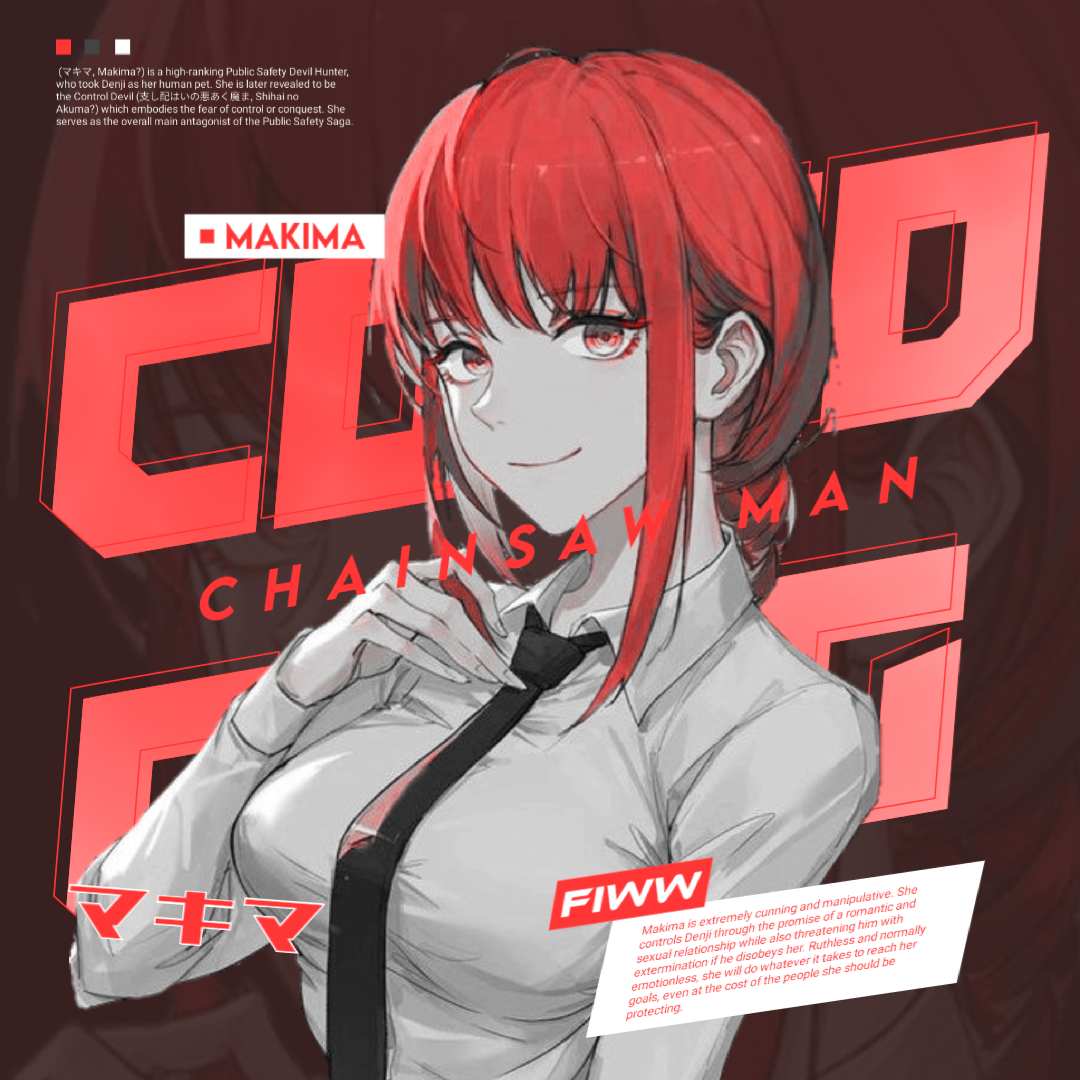 (マキマ, Makima?) is a high-ranking Public Safety Devil Hunter,
who took Denji as her human pet. She is later revealed to be
the Control Devil (支し配はいの悪あく魔ま, Shihai no
Akuma?) which embodies the fear of control or conquest. She
serves as the overall main antagonist of the Public Safety Saga.
MAKIMA
CHAINSAW MAN
マキマ
FIWW
Makima is extremely cunning and manipulative. She
controls Denji through the promise of a romantic and
sexual relationship while also threatening him with
extermination if he disobeys her. Ruthless and normally
emotionless, she will do whatever it takes to reach her
goals, even at the cost of the people she should be
protecting.